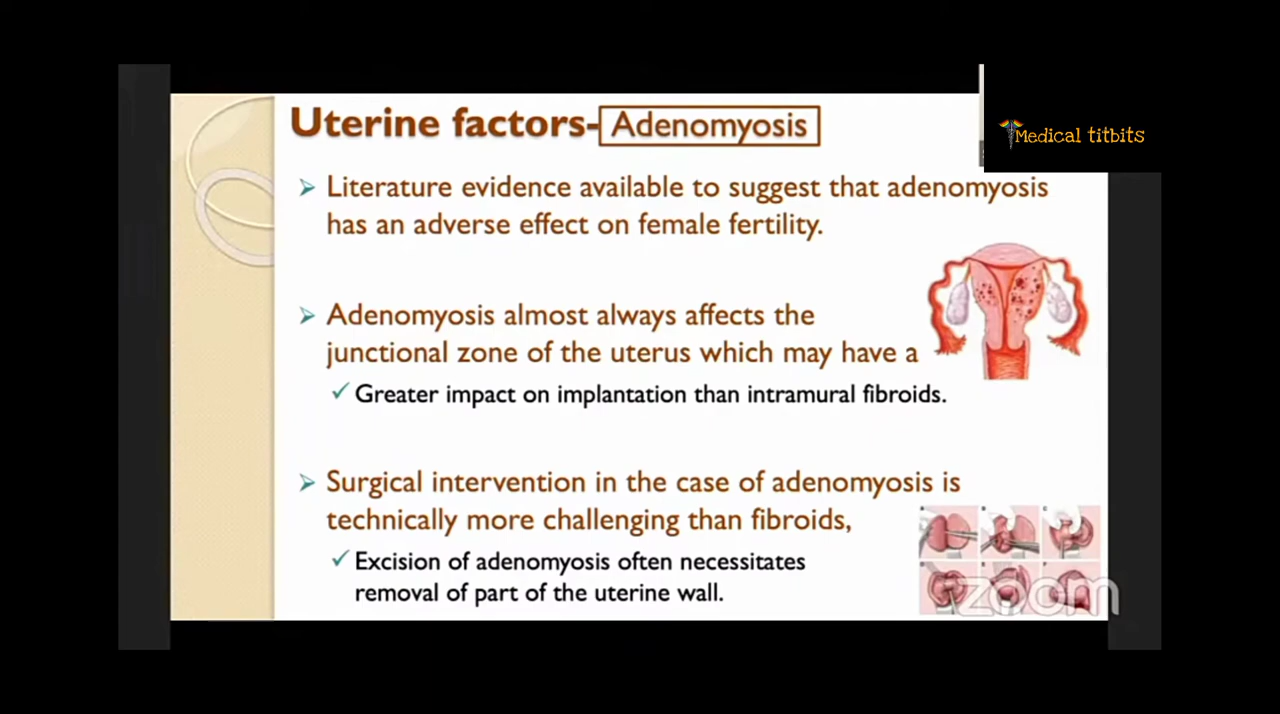 Uterine factors- Adenomyosis
Medical titbits
➢ Literature evidence available to suggest that adenomyosis
has an adverse effect on female fertility.
➢ Adenomyosis almost always affects the
junctional zone of the uterus which may have a
✓ Greater impact on implantation than intramural fibroids.
➢ Surgical intervention in the case of adenomyosis is
technically more challenging than fibroids,
✓ Excision of adenomyosis often necessitates
removal of part of the uterine wall.
A B C
D E F
zoom